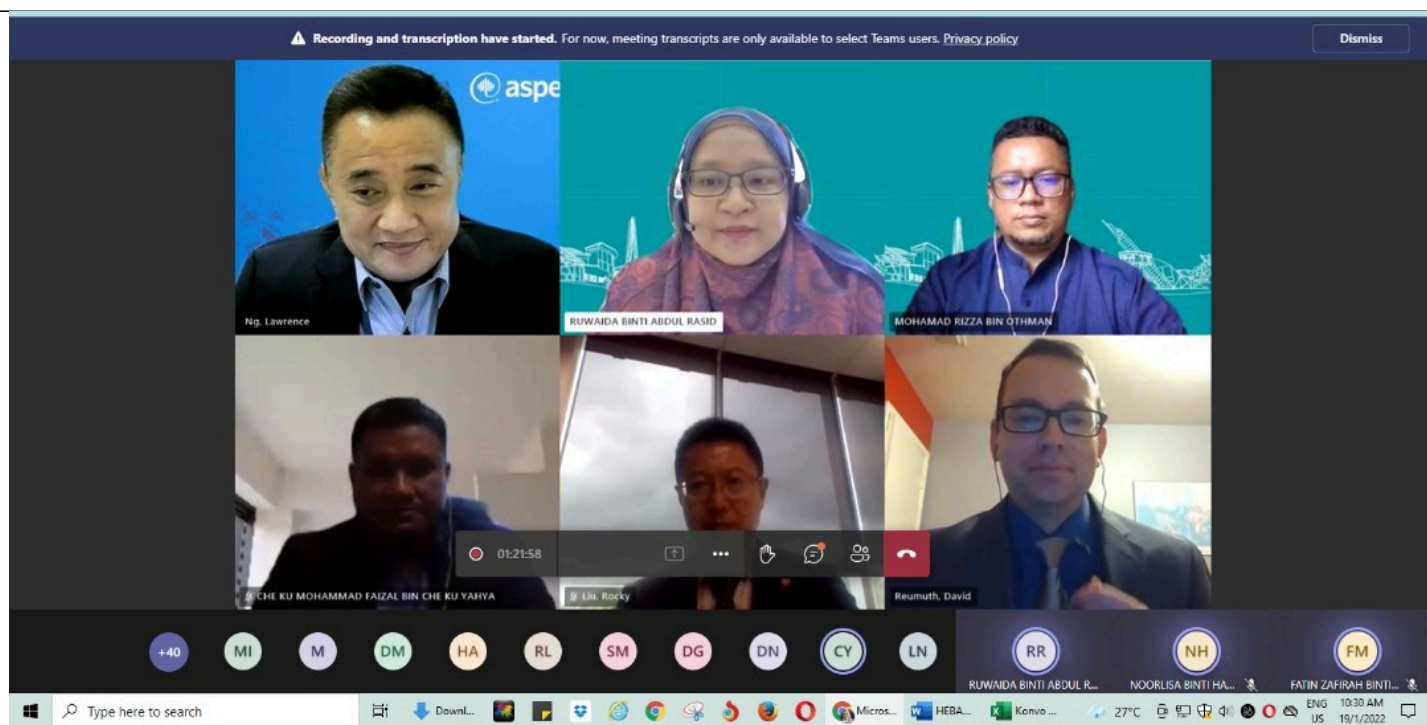 Recording and transcription have started. For now, meeting transcripts are only available to select Teams users. Privacy policy
Dismiss
aspe
Ng, Lawrence
RUWAIDA BINTI ABDUL RASID
MOHAMAD RIZZA BIN OTHMAN
CHE KU MOHAMMAD FAIZAL BIN CHE KU YAHYA
Liu, Rocky
Reumuth, David
01:21:58
+40
MI
M
DM
HA
RL
SM
DG
DN
CY
LN
RR
NH
FM
RUWAIDA BINTI ABDUL R...
NOORLISA BINTI HA...
FATIN ZAFIRAH BINTI...
Type here to search
Downl...
Micros...
HEBA...
Konvo ...
27°C
ENG
US
10:30 AM
19/1/2022